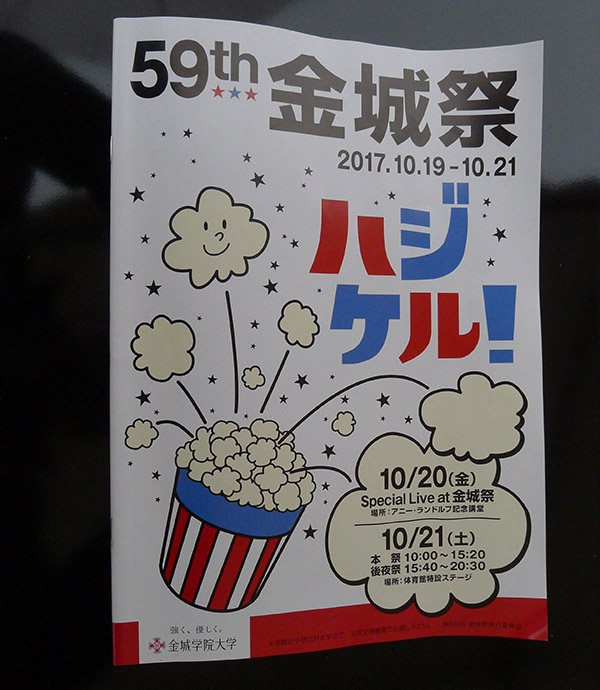 59th 金城祭
2017.10.19-10.21
ハジ
ケル!
10/20(金)
Special Live at 金城祭
場所:アニー・ランドルフ記念講堂
10/21(土)
本 祭 10:00～15:20
後夜祭 15:40～20:30
場所:体育館特設ステージ
強く、優しく。
金城学院大学